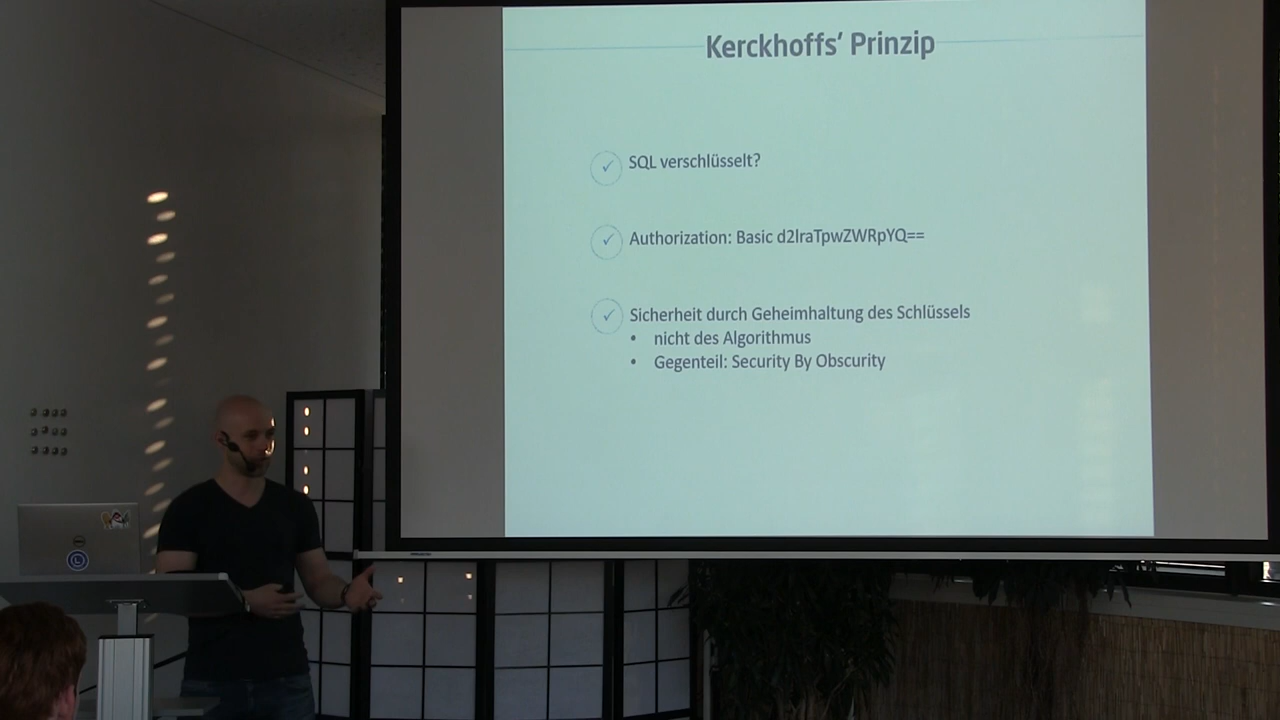 Kerckhoffs’ Prinzip
SQL verschlüsselt?
Authorization: Basic d2lraTpwZWRpYQ==
Sicherheit durch Geheimhaltung des Schlüssels
• nicht des Algorithmus
• Gegenteil: Security By Obscurity
DELL